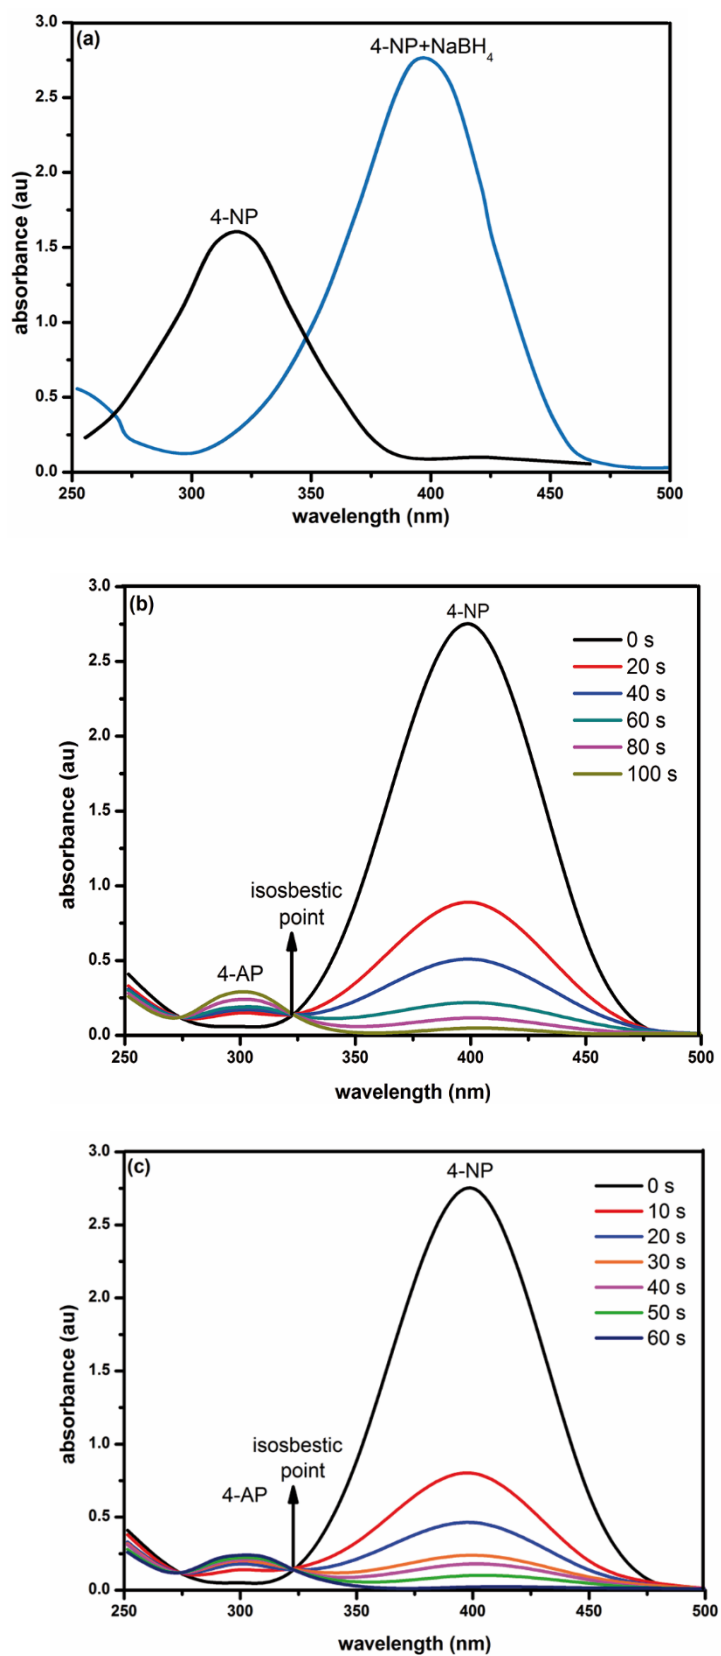 (a)
4-NP+NaBH4
4-NP
3.0
2.5
2.0
1.5
1.0
0.5
0.0
absorbance (au)
250 300 350 400 450 500
wavelength (nm)
(b)
4-NP
0 s
20 s
40 s
60 s
80 s
100 s
isosbestic
point
4-AP
3.0
2.5
2.0
1.5
1.0
0.5
0.0
absorbance (au)
250 300 350 400 450 500
wavelength (nm)
(c)
4-NP
0 s
10 s
20 s
30 s
40 s
50 s
60 s
isosbestic
point
4-AP
3.0
2.5
2.0
1.5
1.0
0.5
0.0
absorbance (au)
250 300 350 400 450 500
wavelength (nm)